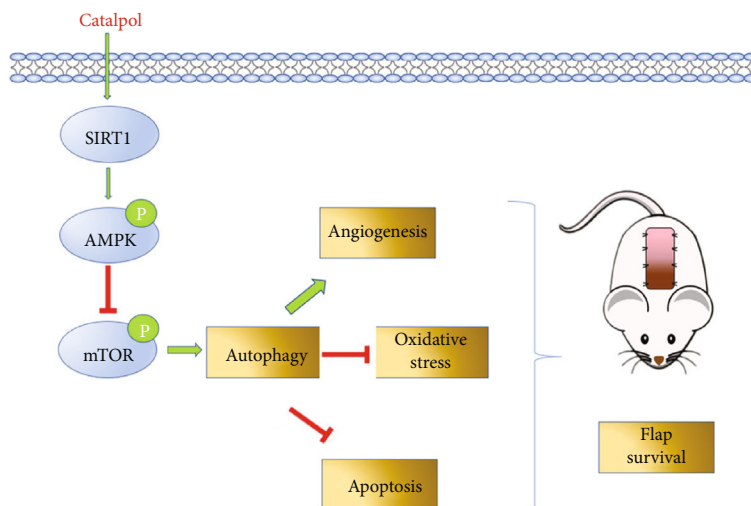 Catalpol
SIRT1
P
AMPK
P
mTOR
Autophagy
Angiogenesis
Oxidative
stress
Apoptosis
Flap
survival